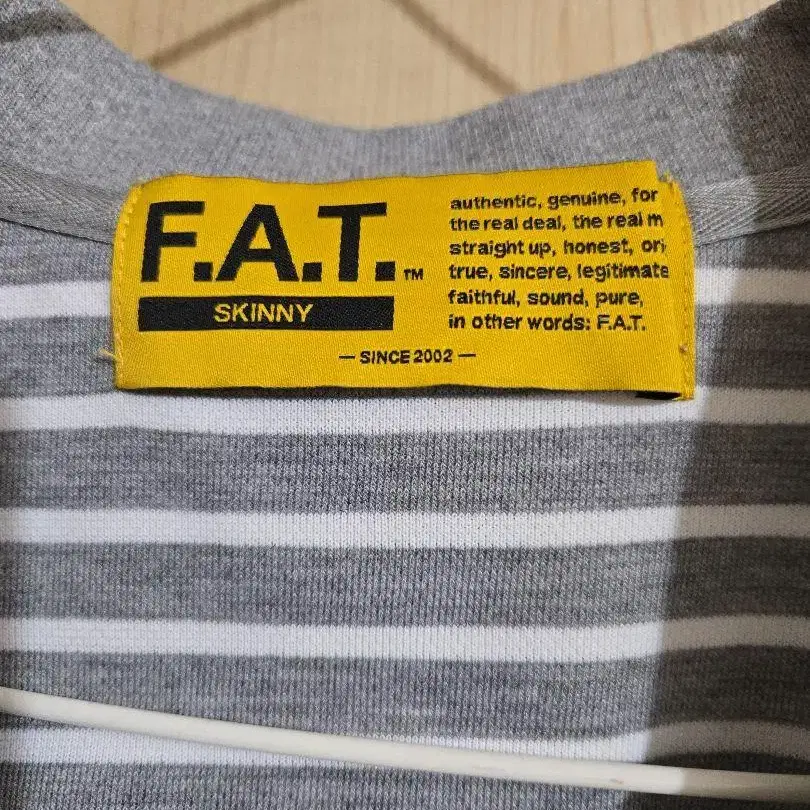 F.A.T.™
SKINNY
authentic, genuine, for
the real deal, the real
straight up, honest,
true, sincere, legitimate
faithful, sound, pure,
in other words: F.A.T.
— SINCE 2002 —